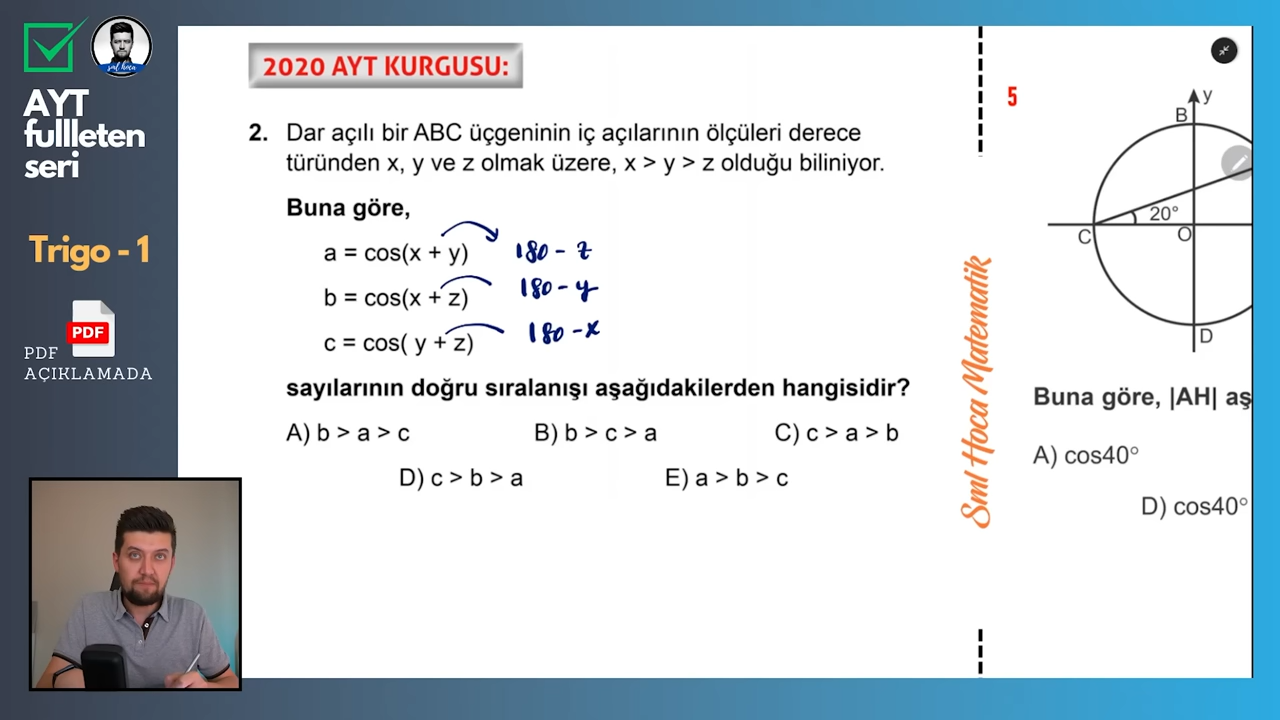 AYT
fullleten
seri
Trigo - 1
PDF
PDF
AÇIKLAMADA
sml hoca
2020 AYT KURGUSU:
2. Dar açılı bir ABC üçgeninin iç açılarının ölçüleri derece
türünden x, y ve z olmak üzere, x > y > z olduğu biliniyor.
Buna göre,
a = cos(x + y) 180 - z
b = cos(x + z) 180 - y
c = cos( y + z) 180 - x
sayılarının doğru sıralanışı aşağıdakilerden hangisidir?
A) b > a > c B) b > c > a C) c > a > b
D) c > b > a E) a > b > c
Sml Hoca Matematik
5
y
B
20°
C
O
D
Buna göre, |AH| aş
A) cos40°
D) cos40°